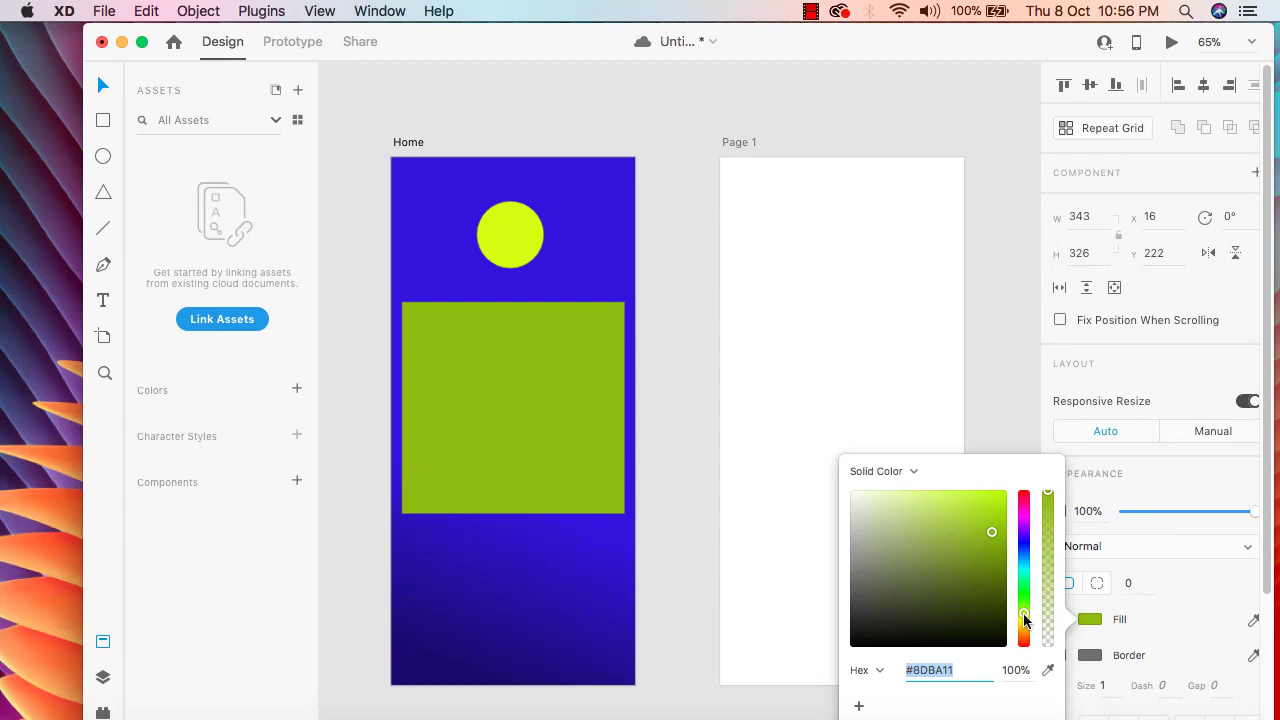 XD File Edit Object Plugins View Window Help 100% Thu 8 Oct 10:56 PM
Design Prototype Share Unti... * 65%
ASSETS
All Assets
Get started by linking assets
from existing cloud documents.
Link Assets
Colors
Character Styles
Components
Home
Page 1
Repeat Grid
COMPONENT
W 343 X 16 0°
H 326 Y 222
Fix Position When Scrolling
LAYOUT
Responsive Resize
Auto Manual
PPEARANCE
100%
Normal
0
Fill
Border
Size 1 Dash 0 Gap 0
Solid Color
Hex #8DBA11 100%